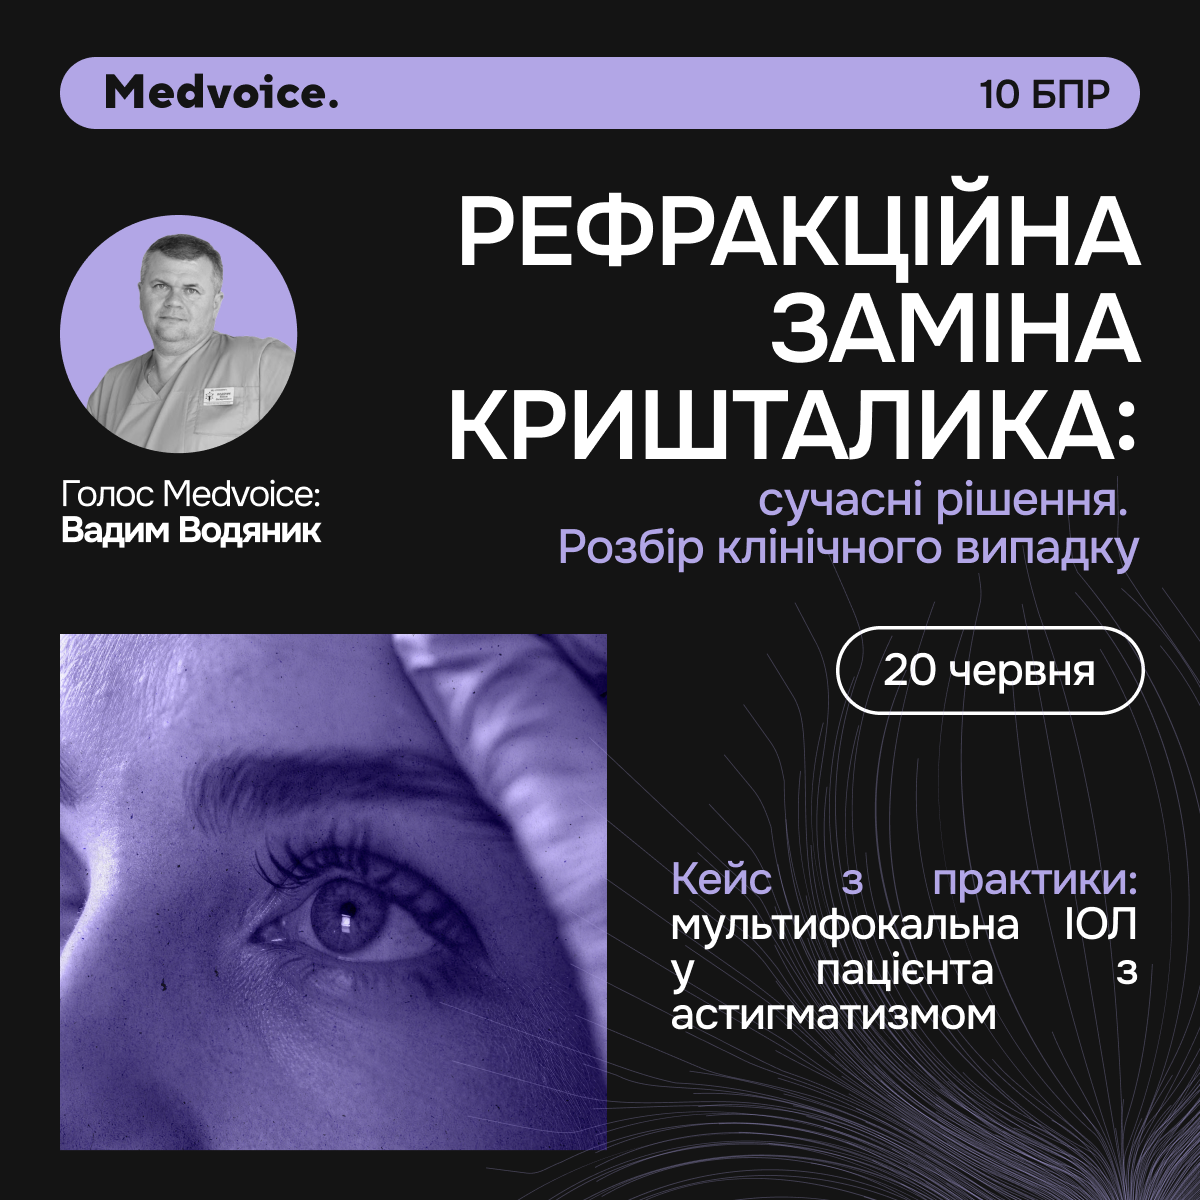 Medvoice.
10 БПР
РЕФРАКЦІЙНА
ЗАМІНА
КРИШТАЛИКА:
сучасні рішення.
Розбір клінічного випадку
Голос Medvoice:
Вадим Водяник
20 червня
Кейс з практики:
мультифокальна ІОЛ
у пацієнта з
астигматизмом